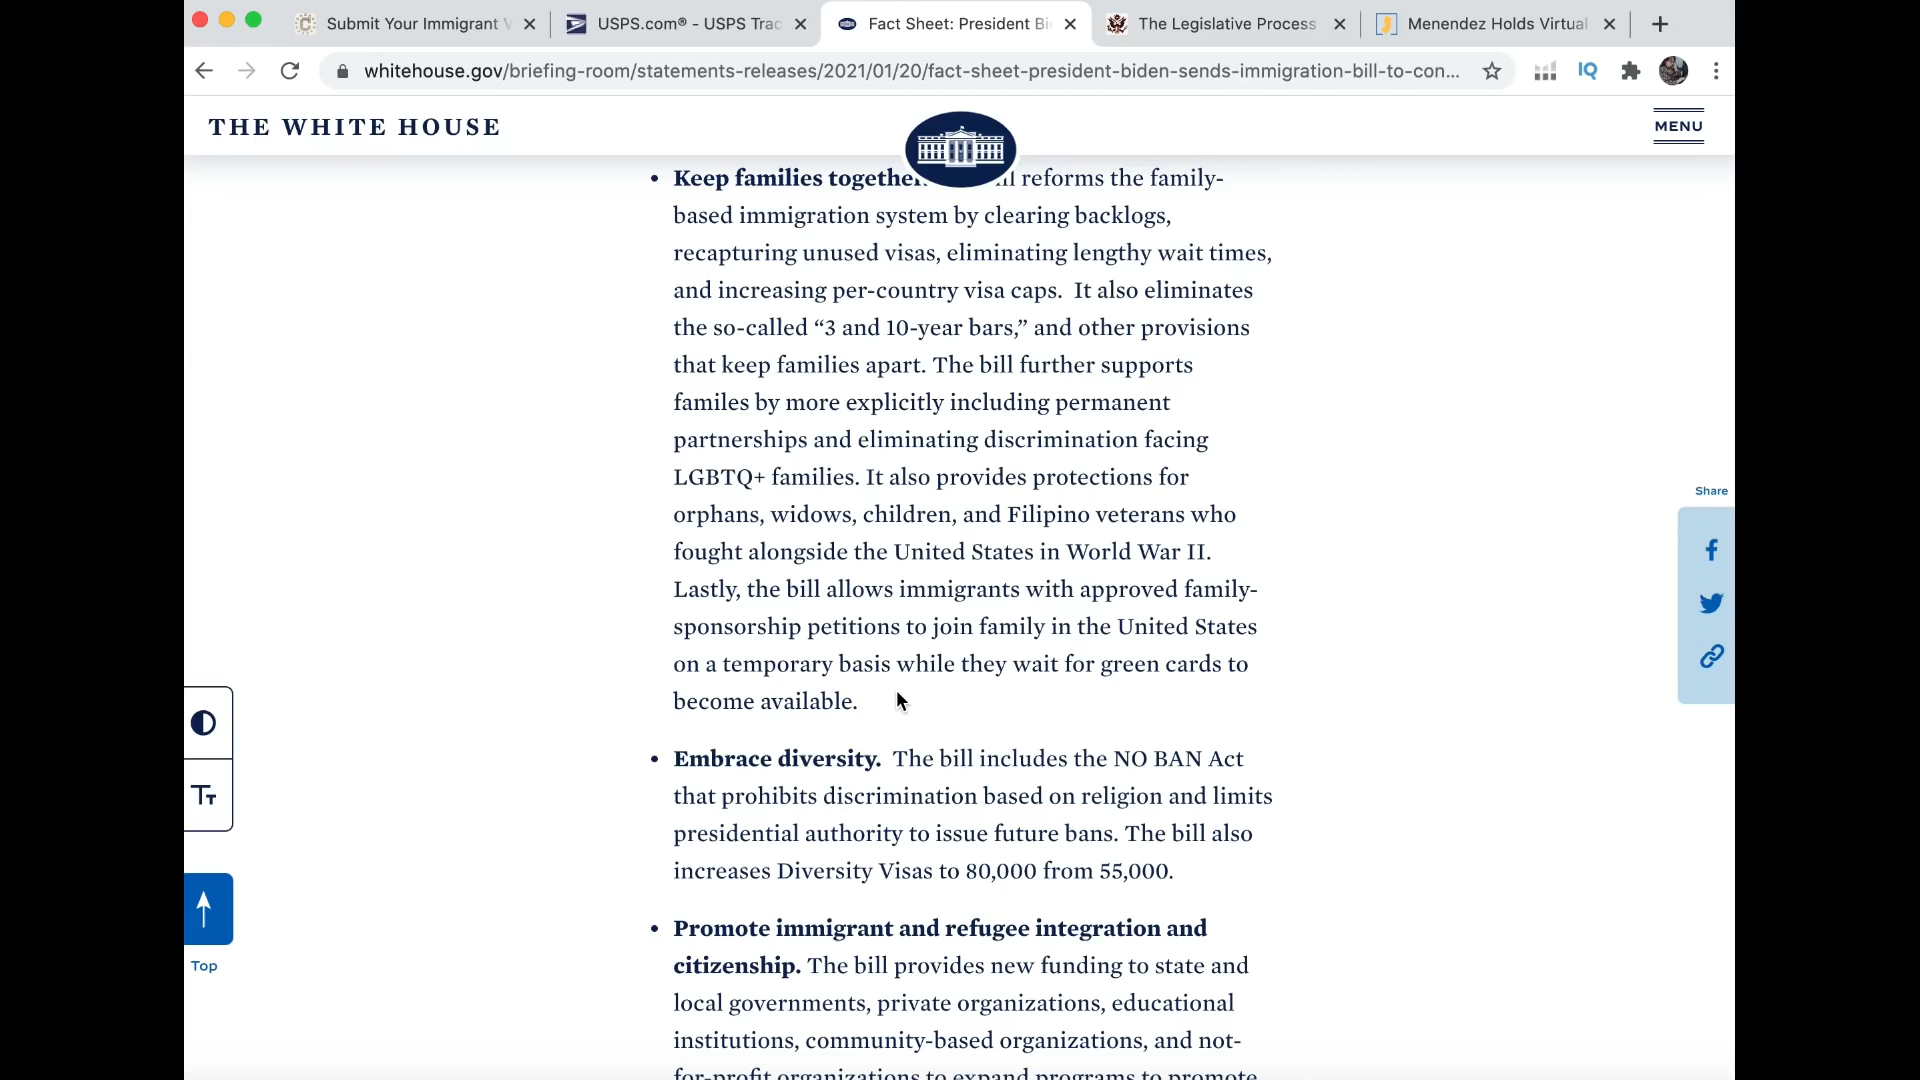 Submit Your Immigrant
USPS.com® - USPS Trac
Fact Sheet: President Bi
The Legislative Process
Menendez Holds Virtual
whitehouse.gov/briefing-room/statements-releases/2021/01/20/fact-sheet-president-biden-sends-immigration-bill-to-con...
IQ
THE WHITE HOUSE
MENU
• Keep families together. reforms the family-
based immigration system by clearing backlogs,
recapturing unused visas, eliminating lengthy wait times,
and increasing per-country visa caps.  It also eliminates
the so-called “3 and 10-year bars,” and other provisions
that keep families apart. The bill further supports
familes by more explicitly including permanent
partnerships and eliminating discrimination facing
LGBTQ+ families. It also provides protections for
orphans, widows, children, and Filipino veterans who
fought alongside the United States in World War II.
Lastly, the bill allows immigrants with approved family-
sponsorship petitions to join family in the United States
on a temporary basis while they wait for green cards to
become available.
• Embrace diversity.  The bill includes the NO BAN Act
that prohibits discrimination based on religion and limits
presidential authority to issue future bans. The bill also
increases Diversity Visas to 80,000 from 55,000.
• Promote immigrant and refugee integration and
citizenship. The bill provides new funding to state and
local governments, private organizations, educational
institutions, community-based organizations, and not-
for-profit organizations to expand programs to promote
Share
Tт
Top